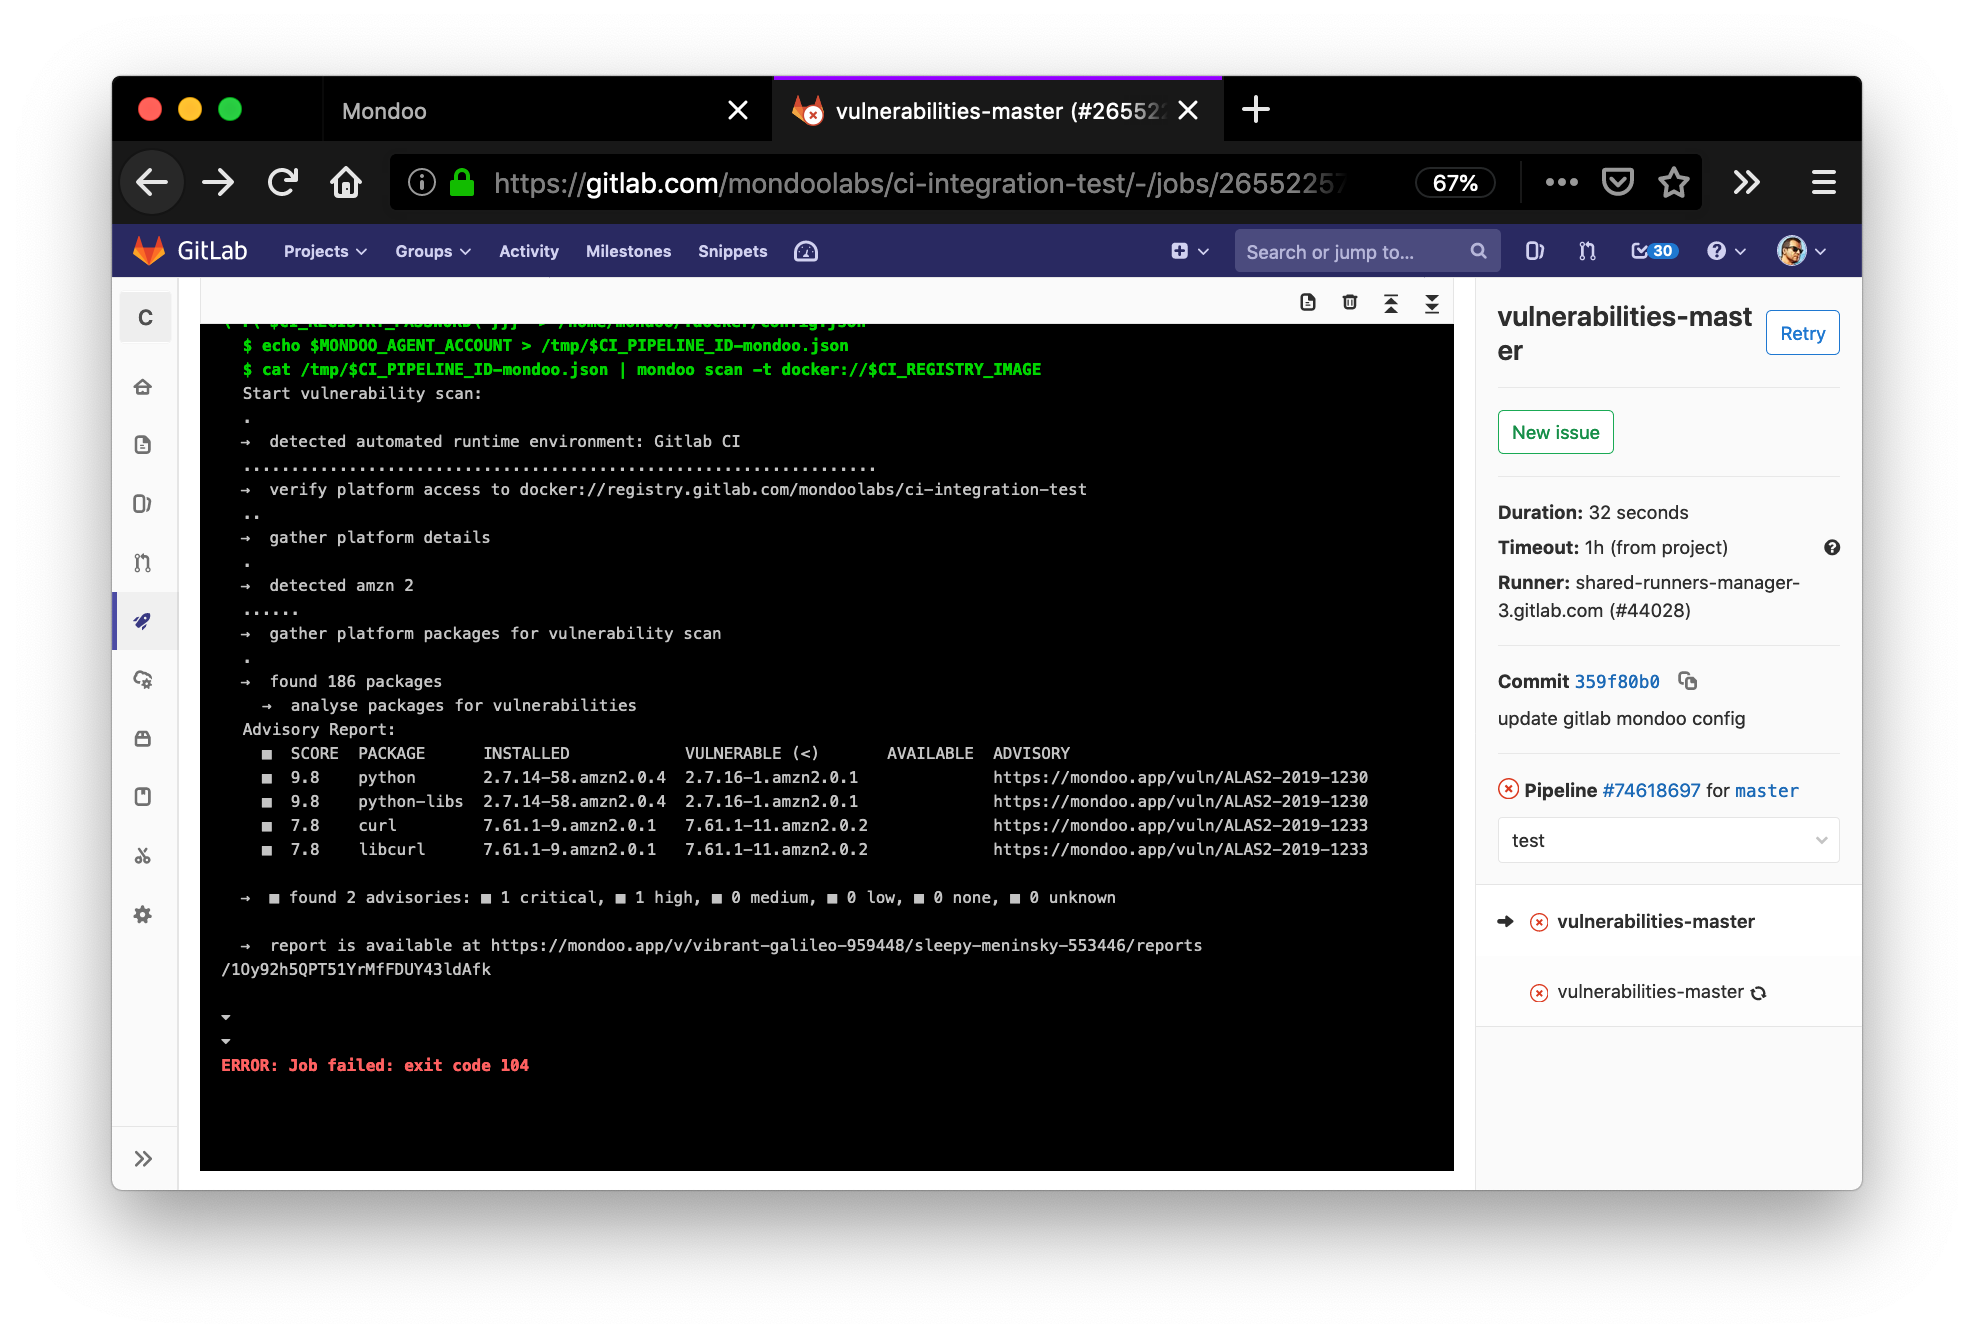 Mondoo
vulnerabilities-master (#26552
https://gitlab.com/mondoolabs/ci-integration-test/-/jobs/26552257
67%
GitLab
Projects
Groups
Activity
Milestones
Snippets
Search or jump to...
30
C
$ echo $MONDOO_AGENT_ACCOUNT > /tmp/$CI_PIPELINE_ID-mondoo.json
$ cat /tmp/$CI_PIPELINE_ID-mondoo.json | mondoo scan -t docker://$CI_REGISTRY_IMAGE
Start vulnerability scan:
.
→ detected automated runtime environment: Gitlab CI
..................................................................
→ verify platform access to docker://registry.gitlab.com/mondoolabs/ci-integration-test
..
→ gather platform details
.
→ detected amzn 2
......
→ gather platform packages for vulnerability scan
.
→ found 186 packages
→ analyse packages for vulnerabilities
Advisory Report:
■ SCORE PACKAGE INSTALLED VULNERABLE (<) AVAILABLE ADVISORY
■ 9.8 python 2.7.14-58.amzn2.0.4 2.7.16-1.amzn2.0.1 https://mondoo.app/vuln/ALAS2-2019-1230
■ 9.8 python-libs 2.7.14-58.amzn2.0.4 2.7.16-1.amzn2.0.1 https://mondoo.app/vuln/ALAS2-2019-1230
■ 7.8 curl 7.61.1-9.amzn2.0.1 7.61.1-11.amzn2.0.2 https://mondoo.app/vuln/ALAS2-2019-1233
■ 7.8 libcurl 7.61.1-9.amzn2.0.1 7.61.1-11.amzn2.0.2 https://mondoo.app/vuln/ALAS2-2019-1233
→ ■ found 2 advisories: ■ 1 critical, ■ 1 high, ■ 0 medium, ■ 0 low, ■ 0 none, ■ 0 unknown
→ report is available at https://mondoo.app/v/vibrant-galileo-959448/sleepy-meninsky-553446/reports
/1Oy92h5QPT51YrMfFDUY43ldAfk
ERROR: Job failed: exit code 104
vulnerabilities-mast
er
Retry
New issue
Duration: 32 seconds
Timeout: 1h (from project)
Runner: shared-runners-manager-
3.gitlab.com (#44028)
Commit 359f80b0
update gitlab mondoo config
Pipeline #74618697 for master
test
vulnerabilities-master
vulnerabilities-master